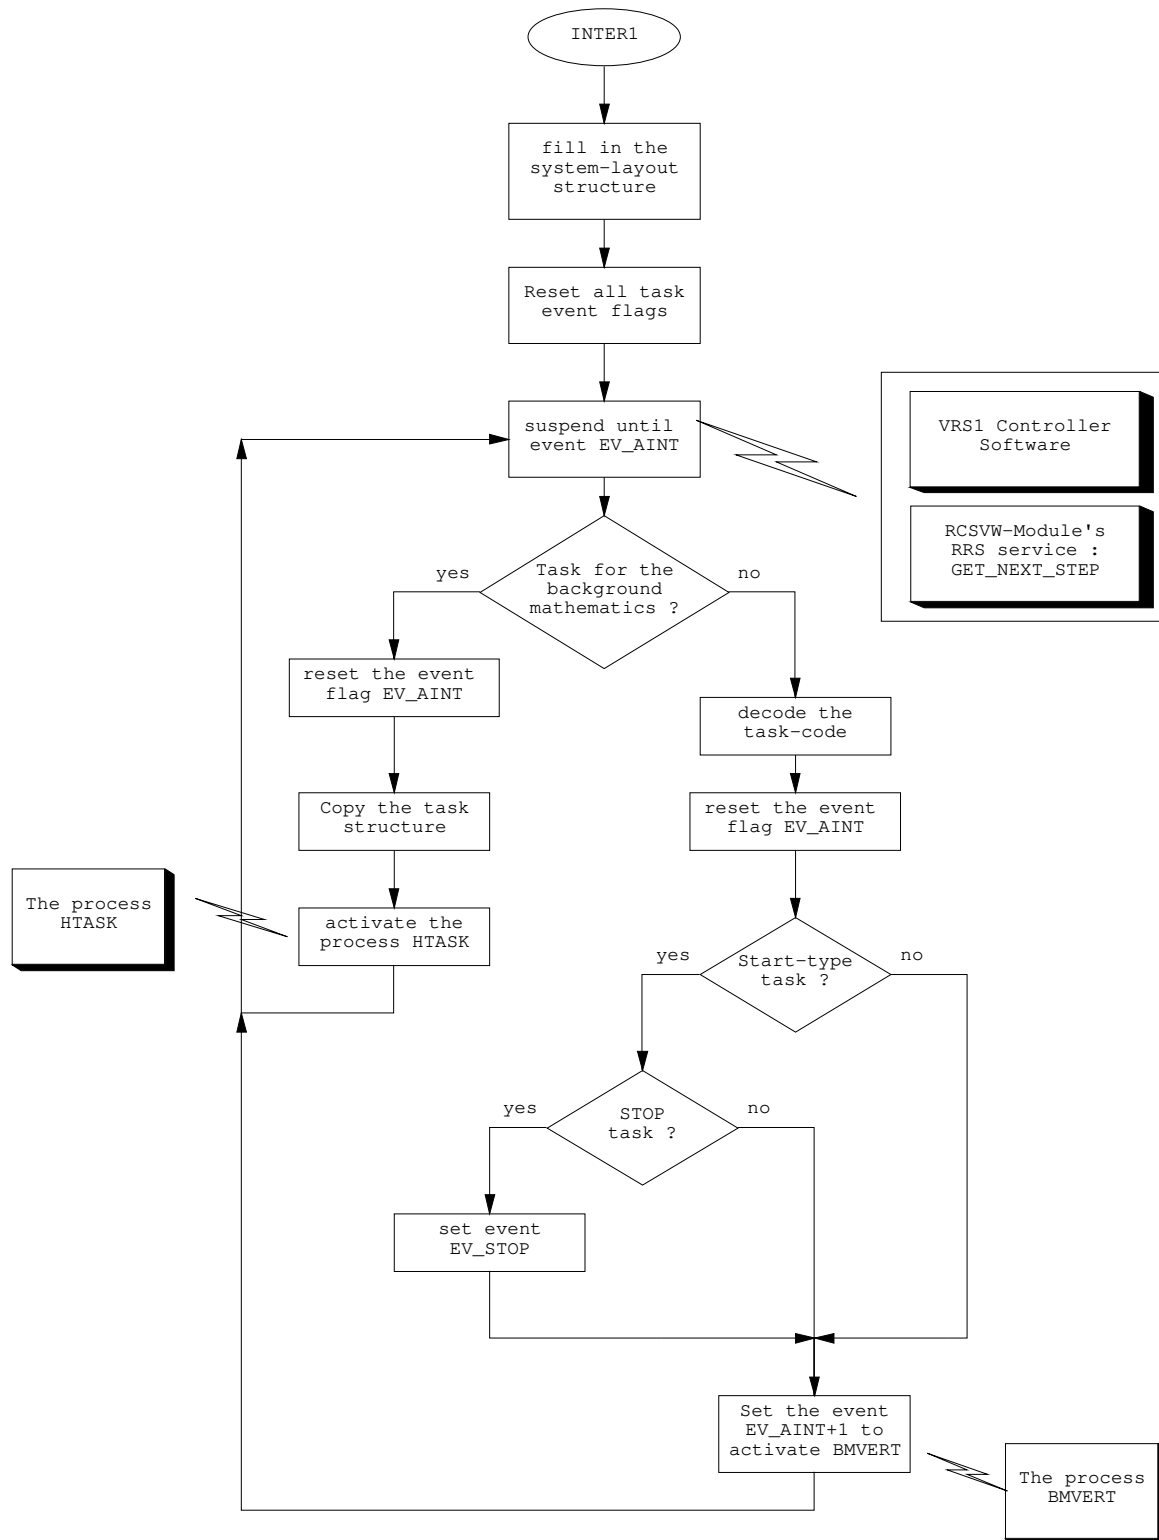 INTER1
fill in the
system-layout
structure
Reset all task
event flags
suspend until
event EV_AINT
VRS1 Controller
Software
RCSVW-Module's
RRS service :
GET_NEXT_STEP
yes
Task for the
background
mathematics ?
no
reset the event
flag EV_AINT
decode the
task-code
Copy the task
structure
reset the event
flag EV_AINT
The process
HTASK
activate the
process HTASK
yes
Start-type
task ?
no
yes
STOP
task ?
no
set event
EV_STOP
Set the event
EV_AINT+1 to
activate BMVERT
The process
BMVERT